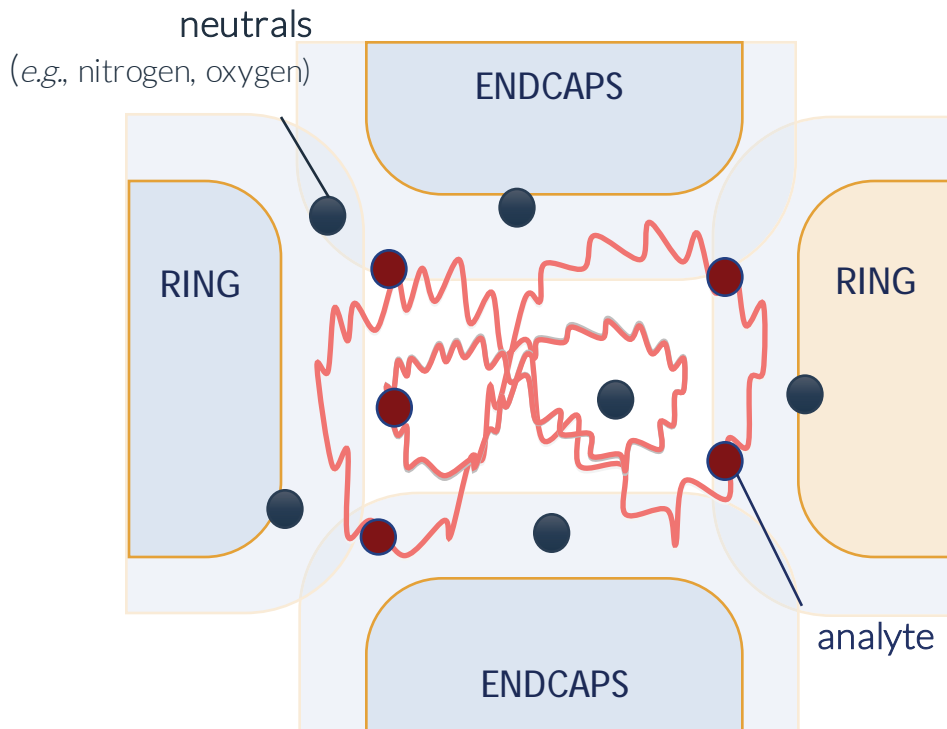 neutrals
(e.g., nitrogen, oxygen)
ENDCAPS
RING
RING
analyte
ENDCAPS